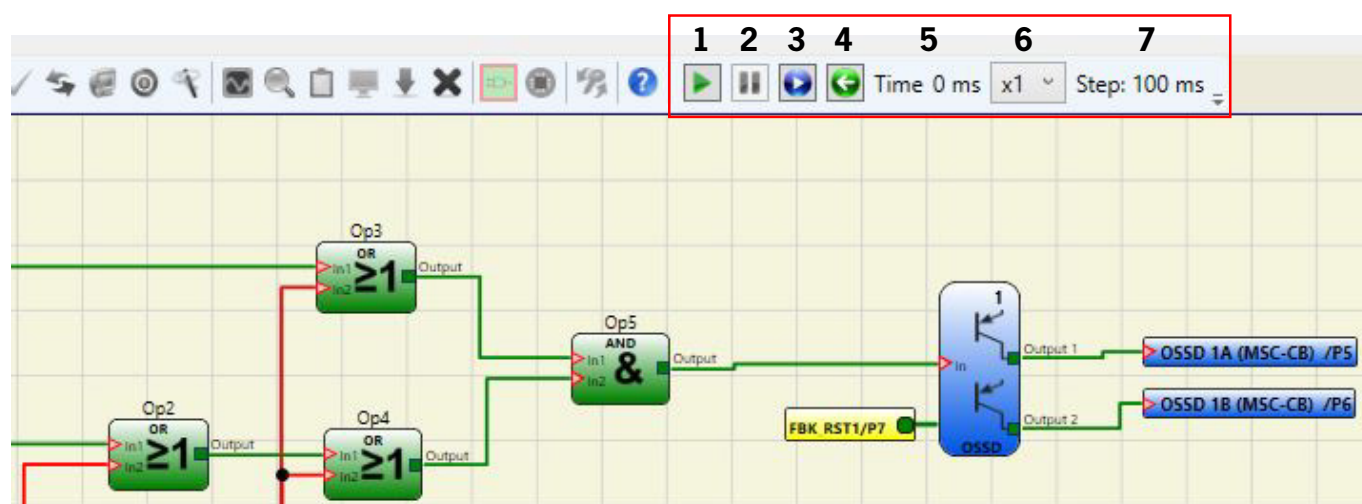 1 2 3 4 5 6 7
? Time 0 ms x1 Step: 100 ms
Op3
OR
In1 ≥1 Output
In2
Op5
AND
In1 & Output
In2
1
Output 1
In
Output 2
OSSD
OSSD 1A (MSC-CB) /P5
OSSD 1B (MSC-CB) /P6
FBK_RST1/P7
Op2
OR
In1 ≥1 Output
In2
Op4
OR
In1 ≥1 Output
In2